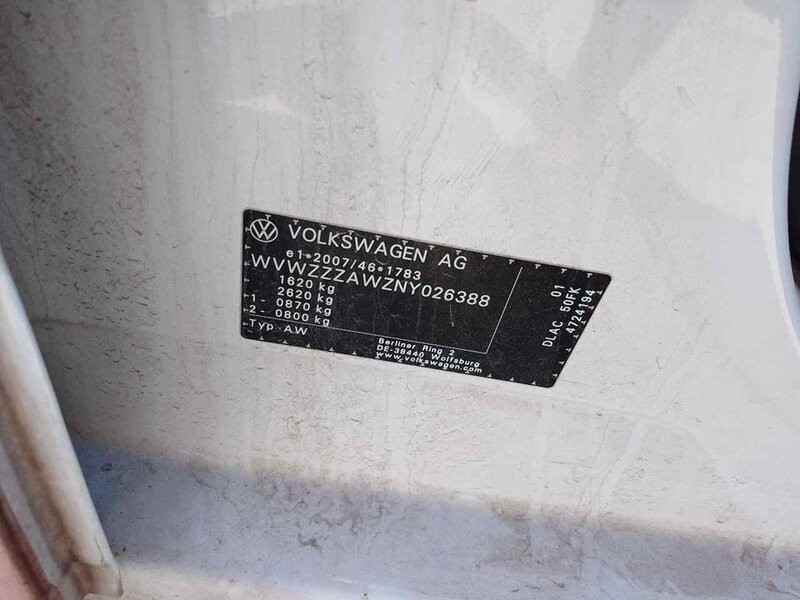 VOLKSWAGEN AG
e1*2007/46*1783
WVWZZZAWZNY026388
1620 kg
2620 kg
1- 0870 kg
2- 0800 kg
Typ AW
Berliner Ring 2
DE-38440 Wolfsburg
www.volkswagen.com
01
DLAC 50FK
4724194